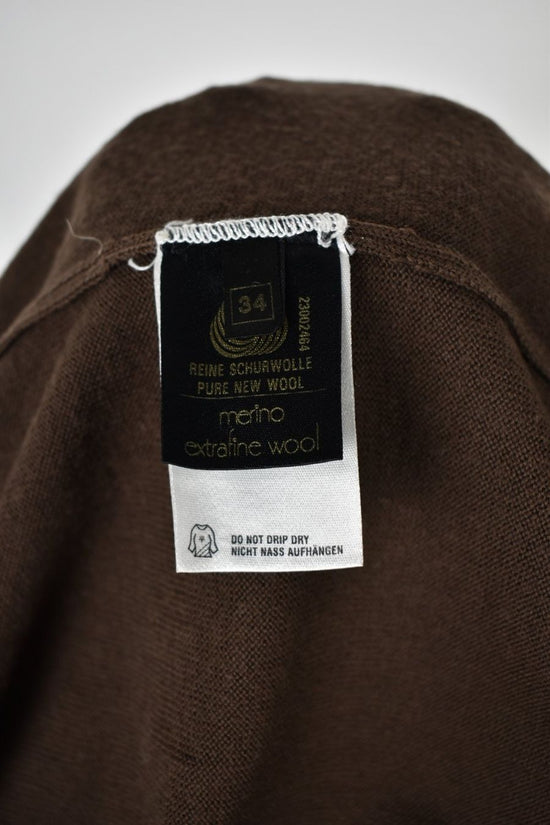 34
23002464
REINE SCHURWOLLE
PURE NEW WOOL
merino
extrafine wool
DO NOT DRIP DRY
NICHT NASS AUFHÄNGEN